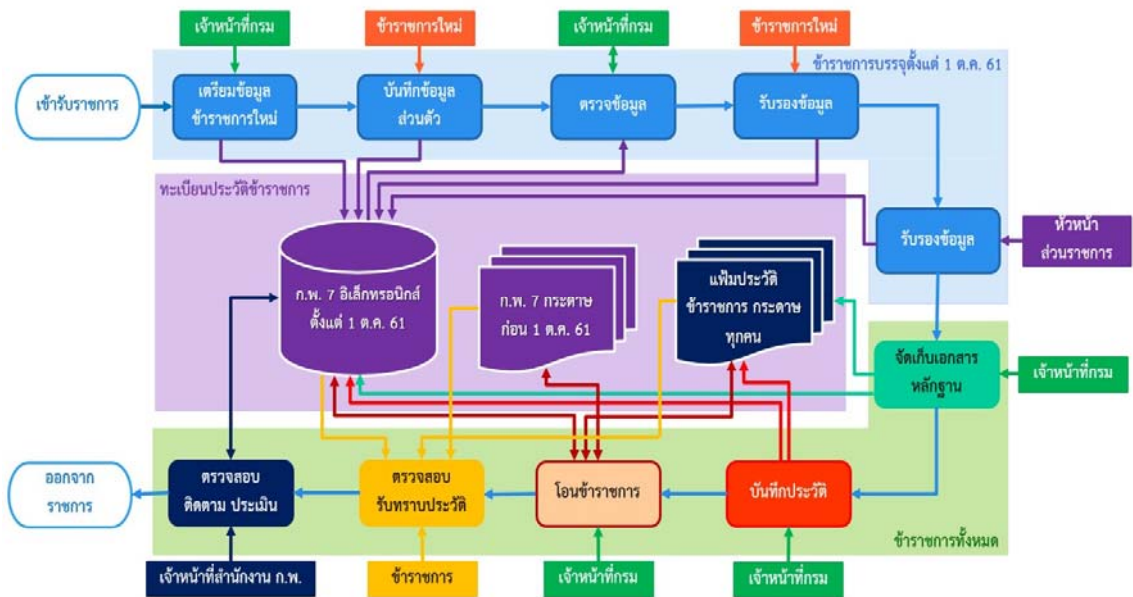 เจ้าหน้าที่กรม
ข้าราชการใหม่
เจ้าหน้าที่กรม
ข้าราชการใหม่
ข้าราชการบรรจุตั้งแต่ 1 ต.ค. 61
เข้ารับราชการ
เตรียมข้อมูล
ข้าราชการใหม่
บันทึกข้อมูล
ส่วนตัว
ตรวจข้อมูล
รับรองข้อมูล
ทะเบียนประวัติข้าราชการ
รับรองข้อมูล
หัวหน้า
ส่วนราชการ
ก.พ. 7 อิเล็กทรอนิกส์
ตั้งแต่ 1 ต.ค. 61
ก.พ. 7 กระดาษ
ก่อน 1 ต.ค. 61
แฟ้มประวัติ
ข้าราชการ กระดาษ
ทุกคน
จัดเก็บเอกสาร
หลักฐาน
เจ้าหน้าที่กรม
ออกจาก
ราชการ
ตรวจสอบ
ติดตาม ประเมิน
ตรวจสอบ
รับทราบประวัติ
โอนข้าราชการ
บันทึกประวัติ
ข้าราชการทั้งหมด
เจ้าหน้าที่สำนักงาน ก.พ.
ข้าราชการ
เจ้าหน้าที่กรม
เจ้าหน้าที่กรม